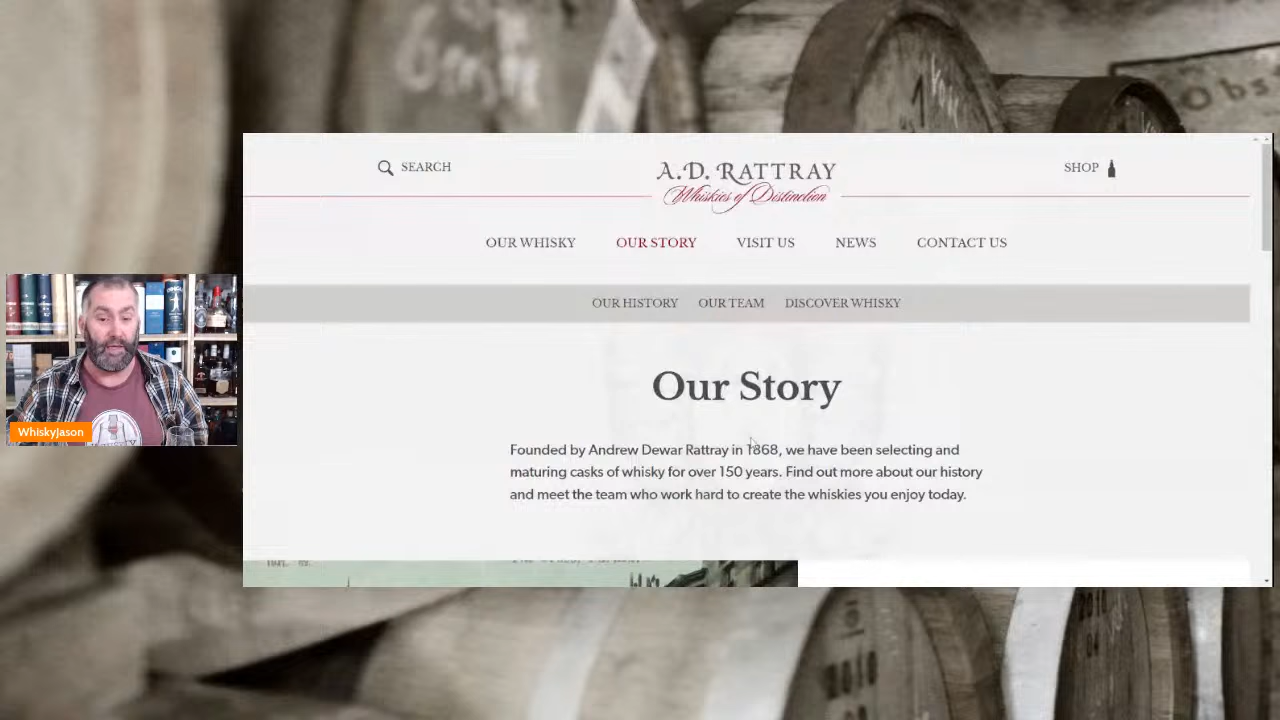 SEARCH
A.D. RATTRAY
Whiskies of Distinction
SHOP
OUR WHISKY
OUR STORY
VISIT US
NEWS
CONTACT US
OUR HISTORY
OUR TEAM
DISCOVER WHISKY
Our Story
Founded by Andrew Dewar Rattray in 1868, we have been selecting and
maturing casks of whisky for over 150 years. Find out more about our history
and meet the team who work hard to create the whiskies you enjoy today.
WhiskyJason